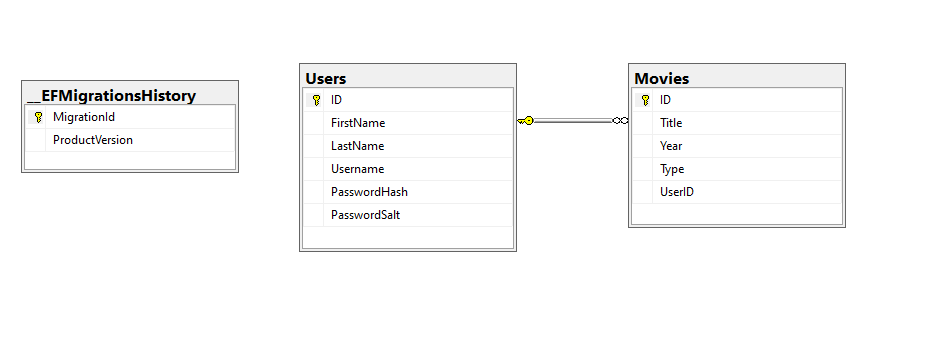 __EFMigrationsHistory
MigrationId
ProductVersion
Users
ID
FirstName
LastName
Username
PasswordHash
PasswordSalt
Movies
ID
Title
Year
Type
UserID